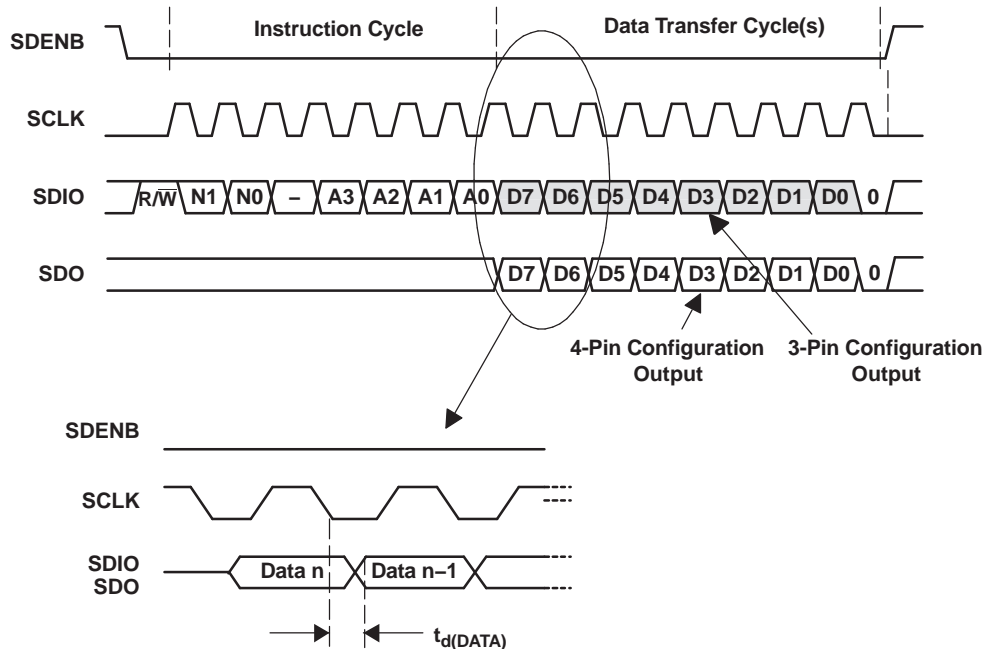 Instruction Cycle Data Transfer Cycle(s)
SDENB
SCLK
SDIO R/W̅ N1 N0 – A3 A2 A1 A0 D7 D6 D5 D4 D3 D2 D1 D0 0
SDO D7 D6 D5 D4 D3 D2 D1 D0 0
4-Pin Configuration
Output
3-Pin Configuration
Output
SDENB
SCLK
SDIO
SDO
Data n Data n–1
td(DATA)